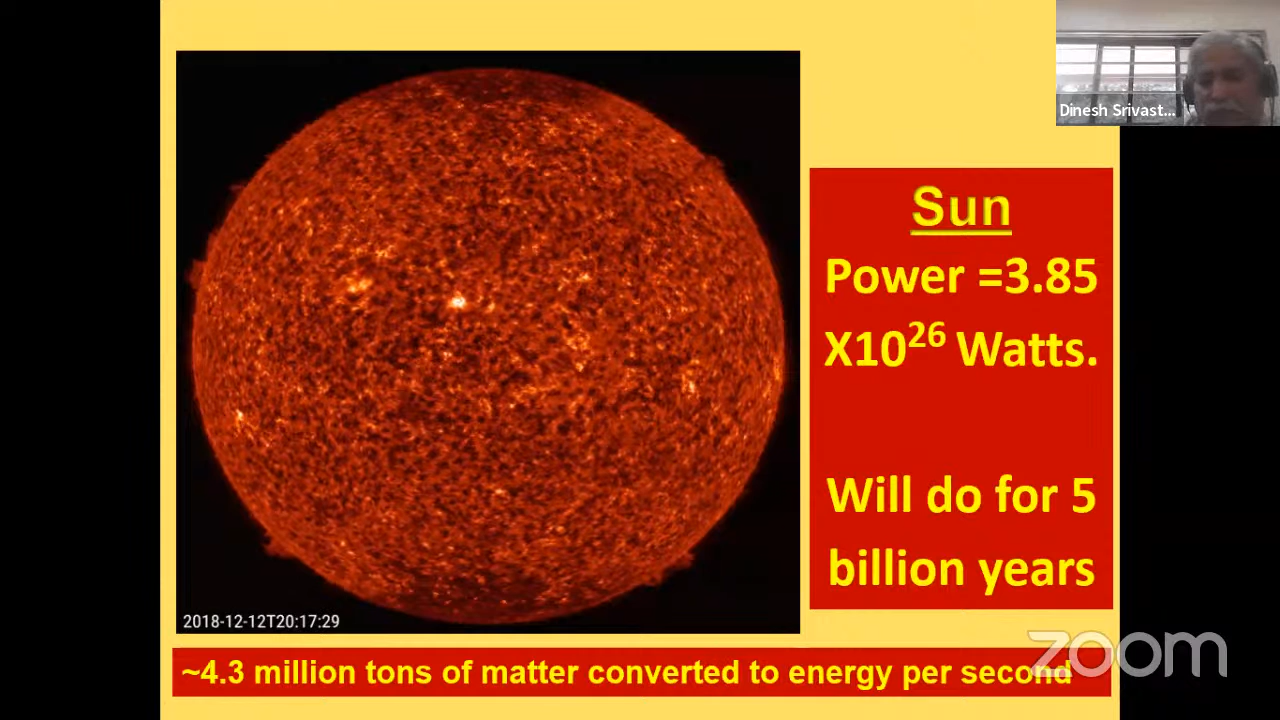 Dinesh Srivast...
Sun
Power =3.85
X10²⁶ Watts.
Will do for 5
billion years
2018-12-12T20:17:29
~4.3 million tons of matter converted to energy per second
zoom